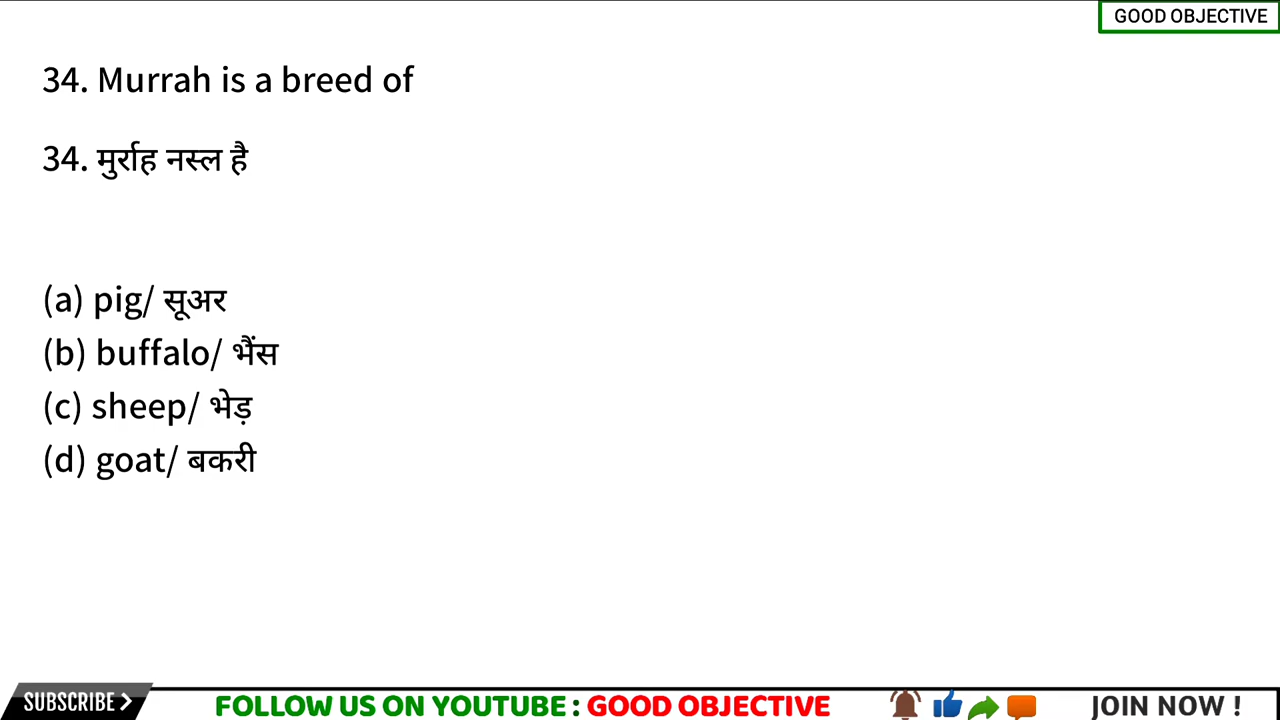 GOOD OBJECTIVE
34. Murrah is a breed of
34. मुर्राह नस्ल है
(a) pig/ सूअर
(b) buffalo/ भैंस
(c) sheep/ भेड़
(d) goat/ बकरी
SUBSCRIBE > FOLLOW US ON YOUTUBE : GOOD OBJECTIVE JOIN NOW !